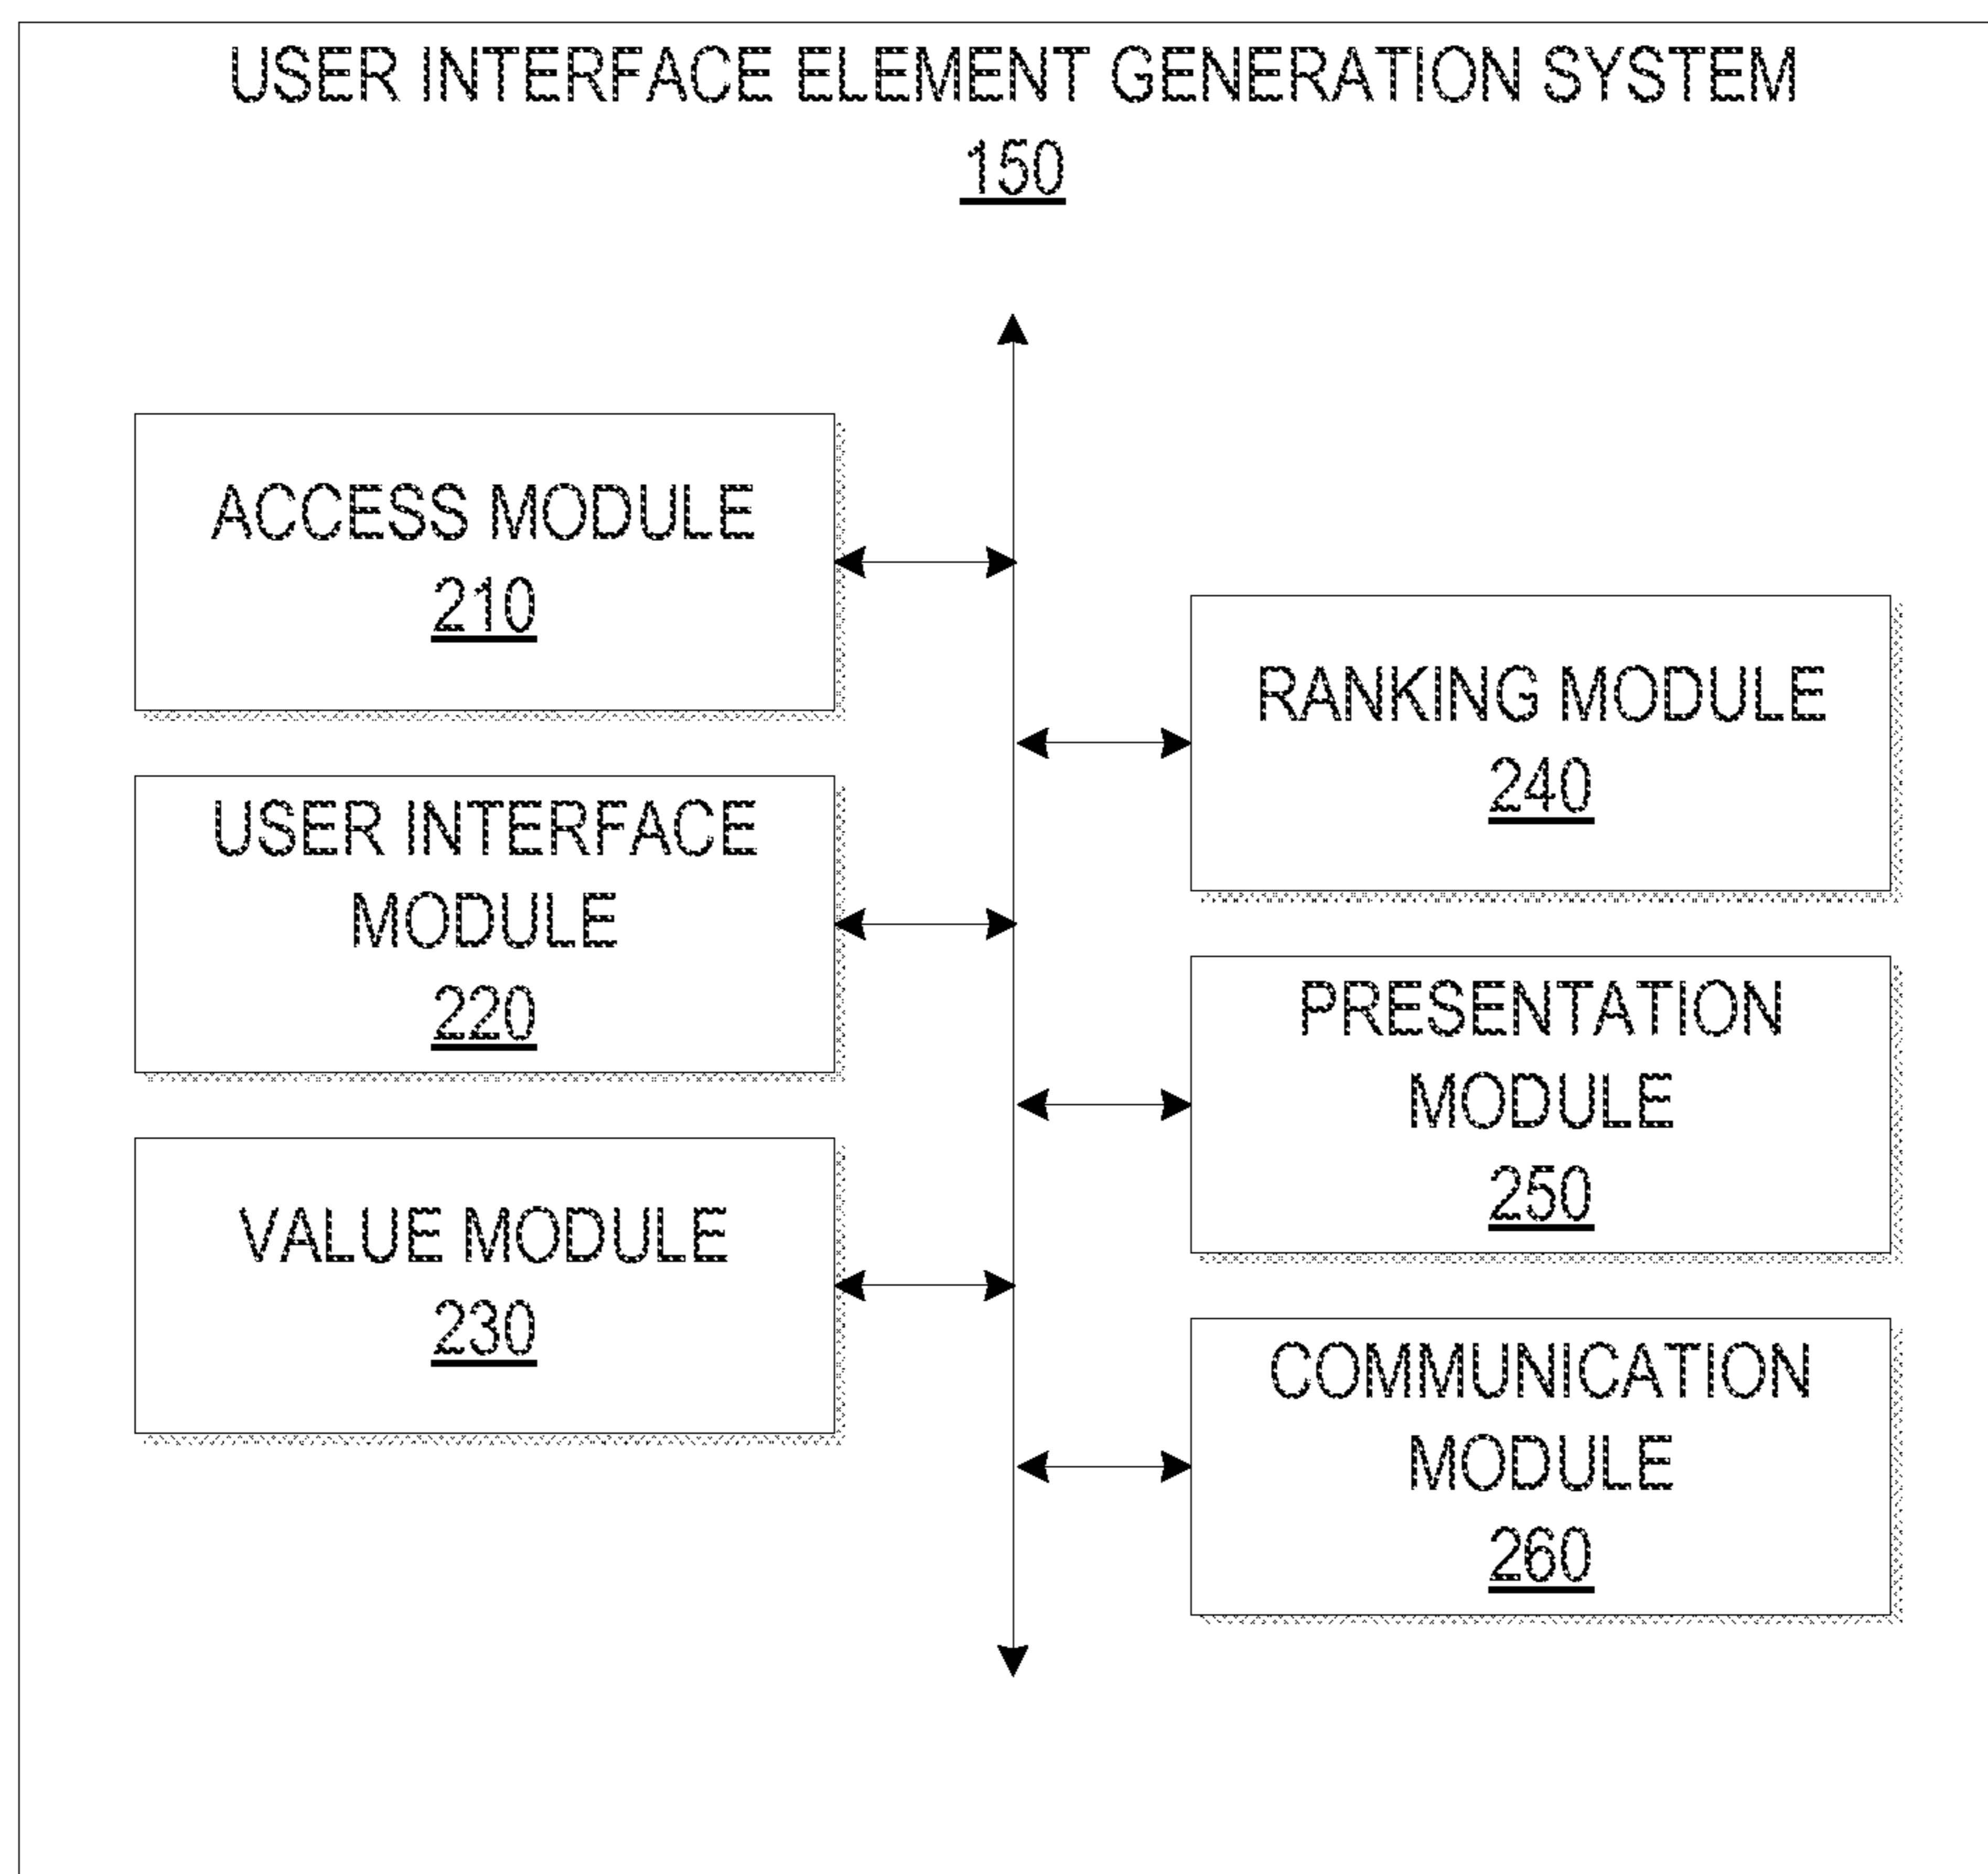 USER INTERFACE ELEMENT GENERATION SYSTEM
150
ACCESS MODULE
210
USER INTERFACE
MODULE
220
VALUE MODULE
230
RANKING MODULE
240
PRESENTATION
MODULE
250
COMMUNICATION
MODULE
260